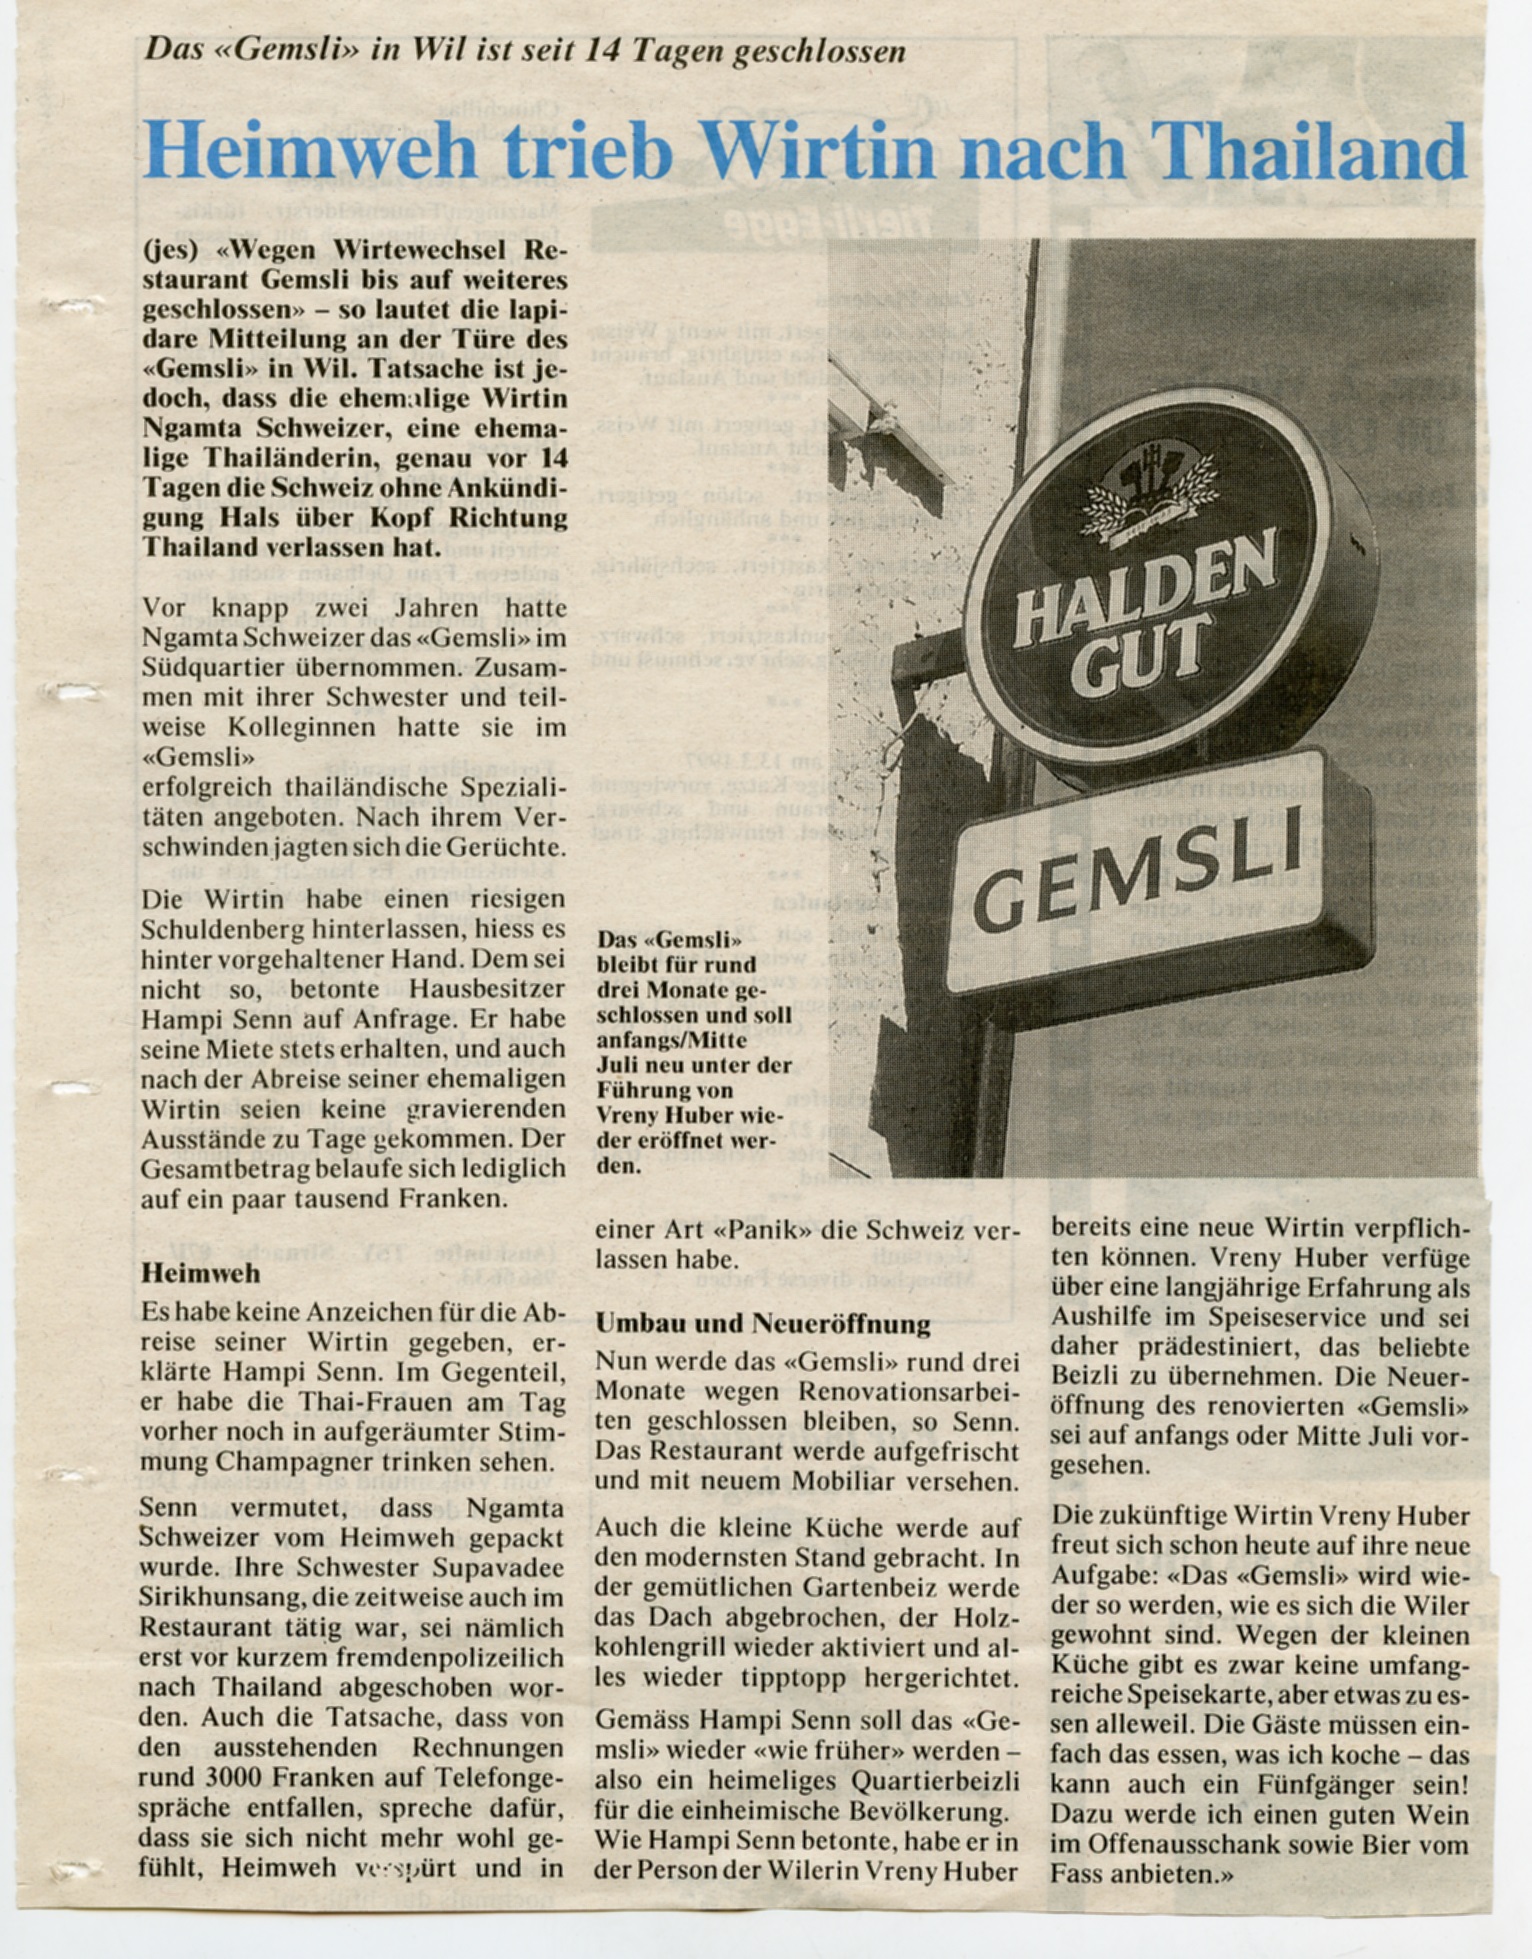 Das «Gemsli» in Wil ist seit 14 Tagen geschlossen
Heimweh trieb Wirtin nach Thailand
(jes) «Wegen Wirtewechsel Re-
staurant Gemsli bis auf weiteres
geschlossen» – so lautet die lapi-
dare Mitteilung an der Türe des
«Gemsli» in Wil. Tatsache ist je-
doch, dass die ehemalige Wirtin
Ngamta Schweizer, eine ehema-
lige Thailänderin, genau vor 14
Tagen die Schweiz ohne Ankündi-
gung Hals über Kopf Richtung
Thailand verlassen hat.
Vor knapp zwei Jahren hatte
Ngamta Schweizer das «Gemsli» im
Südquartier übernommen. Zusam-
men mit ihrer Schwester und teil-
weise Kolleginnen hatte sie im
«Gemsli»
erfolgreich thailändische Speziali-
täten angeboten. Nach ihrem Ver-
schwinden jagten sich die Gerüchte.
Die Wirtin habe einen riesigen
Schuldenberg hinterlassen, hiess es
hinter vorgehaltener Hand. Dem sei
nicht so, betonte Hausbesitzer
Hampi Senn auf Anfrage. Er habe
seine Miete stets erhalten, und auch
nach der Abreise seiner ehemaligen
Wirtin seien keine gravierenden
Ausstände zu Tage gekommen. Der
Gesamtbetrag belaufe sich lediglich
auf ein paar tausend Franken.
Heimweh
Es habe keine Anzeichen für die Ab-
reise seiner Wirtin gegeben, er-
klärte Hampi Senn. Im Gegenteil,
er habe die Thai-Frauen am Tag
vorher noch in aufgeräumter Stim-
mung Champagner trinken sehen.
Senn vermutet, dass Ngamta
Schweizer vom Heimweh gepackt
wurde. Ihre Schwester Supavadee
Sirikhunsang, die zeitweise auch im
Restaurant tätig war, sei nämlich
erst vor kurzem fremdenpolizeilich
nach Thailand abgeschoben wor-
den. Auch die Tatsache, dass von
den ausstehenden Rechnungen
rund 3000 Franken auf Telefonge-
spräche entfallen, spreche dafür,
dass sie sich nicht mehr wohl ge-
fühlt, Heimweh verspürt und in
HALDEN
GUT
GEMSLI
Das «Gemsli»
bleibt für rund
drei Monate ge-
schlossen und soll
anfangs/Mitte
Juli neu unter der
Führung von
Vreny Huber wie-
der eröffnet wer-
den.
einer Art «Panik» die Schweiz ver-
lassen habe.
Umbau und Neueröffnung
Nun werde das «Gemsli» rund drei
Monate wegen Renovationsarbei-
ten geschlossen bleiben, so Senn.
Das Restaurant werde aufgefrischt
und mit neuem Mobiliar versehen.
Auch die kleine Küche werde auf
den modernsten Stand gebracht. In
der gemütlichen Gartenbeiz werde
das Dach abgebrochen, der Holz-
kohlengrill wieder aktiviert und al-
les wieder tipptopp hergerichtet.
Gemäss Hampi Senn soll das «Ge-
msli» wieder «wie früher» werden –
also ein heimeliges Quartierbeizli
für die einheimische Bevölkerung.
Wie Hampi Senn betonte, habe er in
der Person der Wilerin Vreny Huber
bereits eine neue Wirtin verpflich-
ten können. Vreny Huber verfüge
über eine langjährige Erfahrung als
Aushilfe im Speiseservice und sei
daher prädestiniert, das beliebte
Beizli zu übernehmen. Die Neuer-
öffnung des renovierten «Gemsli»
sei auf anfangs oder Mitte Juli vor-
gesehen.
Die zukünftige Wirtin Vreny Huber
freut sich schon heute auf ihre neue
Aufgabe: «Das «Gemsli» wird wie-
der so werden, wie es sich die Wiler
gewohnt sind. Wegen der kleinen
Küche gibt es zwar keine umfang-
reiche Speisekarte, aber etwas zu es-
sen alleweil. Die Gäste müssen ein-
fach das essen, was ich koche – das
kann auch ein Fünfgänger sein!
Dazu werde ich einen guten Wein
im Offenausschank sowie Bier vom
Fass anbieten.»